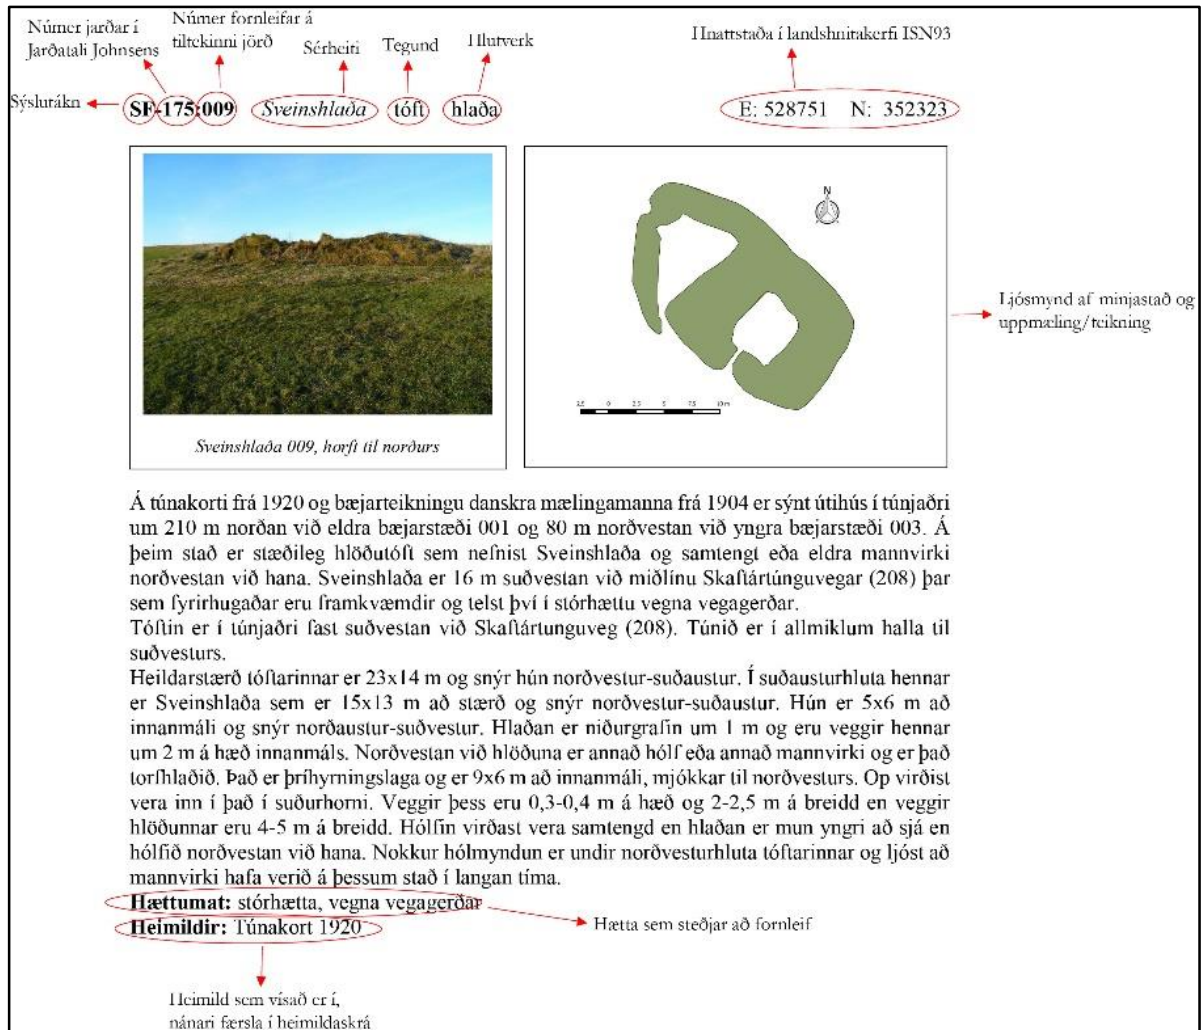 Númer jarðar í
Jarðatali Johnsens
Númer fornleifar á
tiltekinni jörð
Sérheiti
Tegund
Hlutverk
Hnattstaða í landshnitakerfi ISN93
Sýslutákn
SF-175:009 Sveinshlaða tóft hlaða E: 528751 N: 352323
N
2,5 0 2,5 5 7,5 10 m
Ljósmynd af minjastað og
uppmæling/teikning
Sveinshlaða 009, horft til norðurs
Á túnakorti frá 1920 og bæjarteikningu danskra mælingamanna frá 1904 er sýnt útihús í túnjaðri
um 210 m norðan við eldra bæjarstæði 001 og 80 m norðvestan við yngra bæjarstæði 003. Á
þeim stað er stæðileg hlöðutóft sem nefnist Sveinshlaða og samtengt eða eldra mannvirki
norðvestan við hana. Sveinshlaða er 16 m suðvestan við miðlínu Skaftártúnguvegar (208) þar
sem fyrirhugaðar eru framkvæmdir og telst því í stórhættu vegna vegagerðar.
Tóftin er í túnjaðri fast suðvestan við Skaftártunguveg (208). Túnið er í allmiklum halla til
suðvesturs.
Heildarstærð tóftarinnar er 23x14 m og snýr hún norðvestur-suðaustur. Í suðausturhluta hennar
er Sveinshlaða sem er 15x13 m að stærð og snýr norðvestur-suðaustur. Hún er 5x6 m að
innanmáli og snýr norðaustur-suðvestur. Hlaðan er niðurgrafin um 1 m og eru veggir hennar
um 2 m á hæð innanmáls. Norðvestan við hlöðuna er annað hólf eða annað mannvirki og er það
torfhlaðið. Það er þríhyrningslaga og er 9x6 m að innanmáli, mjókkar til norðvesturs. Op virðist
vera inn í það í suðurhorni. Veggir þess eru 0,3-0,4 m á hæð og 2-2,5 m á breidd en veggir
hlöðunnar eru 4-5 m á breidd. Hólfin virðast vera samtengd en hlaðan er mun yngri að sjá en
hólfið norðvestan við hana. Nokkur hólmyndun er undir norðvesturhluta tóftarinnar og ljóst að
mannvirki hafa verið á þessum stað í langan tíma.
Hættumat: stórhætta, vegna vegagerðar
Heimildir: Túnakort 1920
Hætta sem steðjar að fornleif
Heimild sem vísað er í,
nánari færsla í heimildaskrá